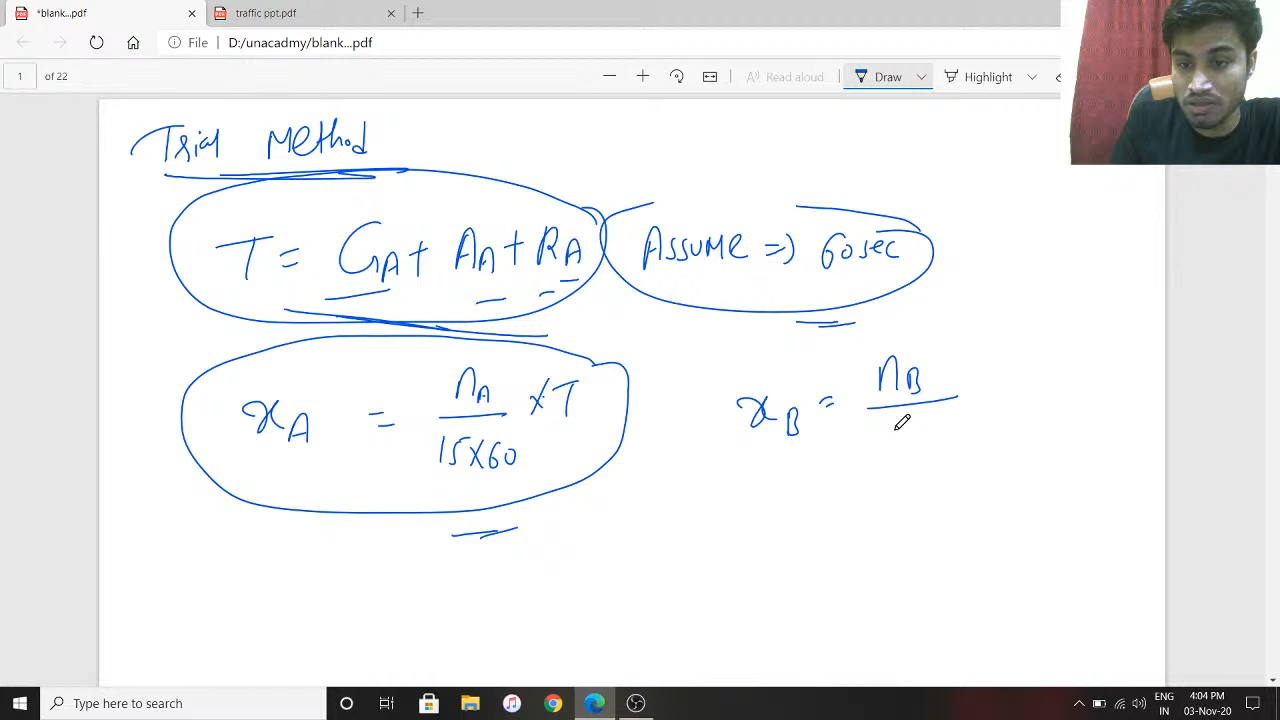 *blank...pdf
traffic ppt.pdf
File D:/unacadmy/blank...pdf
1 of 22
Read aloud
Draw
Highlight
Trial Method
T = GA + AA + RA Assume => 60 sec
xA = nA / 15x60 x T
xB = nB /
Type here to search
ENG
IN
4:04 PM
03-Nov-20